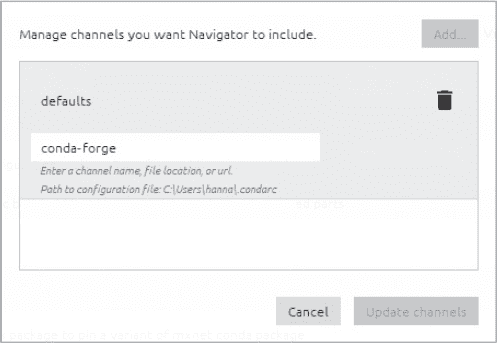 Manage channels you want Navigator to include.
Add...
defaults
conda-forge
Enter a channel name, file location, or url.
Path to configuration file: C:\Users\hanna\.condarc
Cancel
Update channels